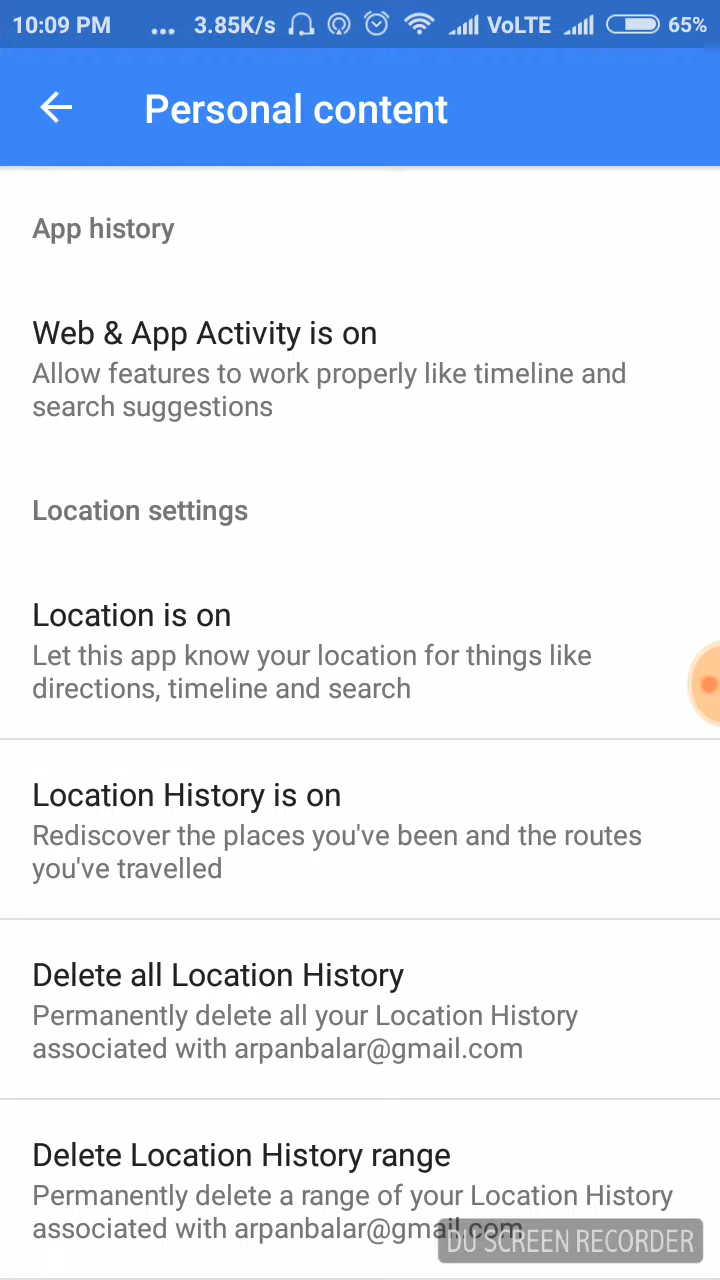 10:09 PM ... 3.85K/s VoLTE 65%
Personal content
App history
Web & App Activity is on
Allow features to work properly like timeline and
search suggestions
Location settings
Location is on
Let this app know your location for things like
directions, timeline and search
Location History is on
Rediscover the places you've been and the routes
you've travelled
Delete all Location History
Permanently delete all your Location History
associated with arpanbalar@gmail.com
Delete Location History range
Permanently delete a range of your Location History
associated with arpanbalar@gmail.com
DU SCREEN RECORDER